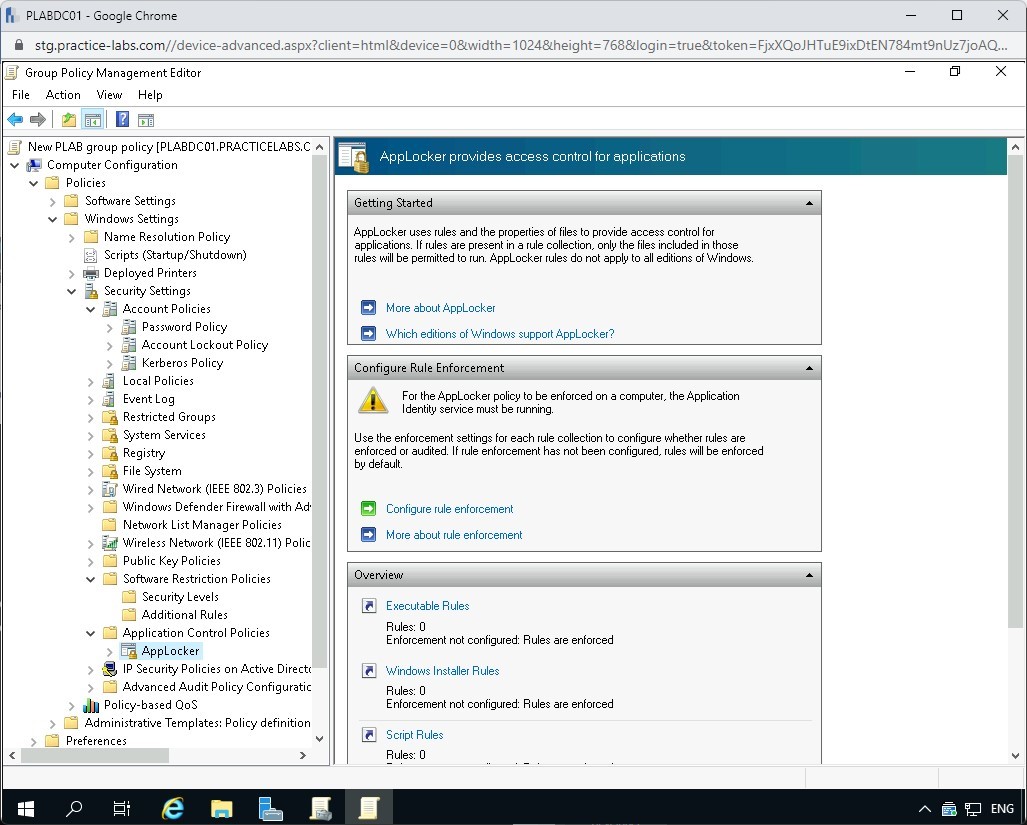 PLABDC01 - Google Chrome
stg.practice-labs.com//device-advanced.aspx?client=html&device=0&width=1024&height=768&login=true&token=FjxXQoJHTuE9ixDtEN784mt9nUz7joAQ...
Group Policy Management Editor
File Action View Help
New PLAB group policy [PLABDC01.PRACTICELABS.C
Computer Configuration
Policies
Software Settings
Windows Settings
Name Resolution Policy
Scripts (Startup/Shutdown)
Deployed Printers
Security Settings
Account Policies
Password Policy
Account Lockout Policy
Kerberos Policy
Local Policies
Event Log
Restricted Groups
System Services
Registry
File System
Wired Network (IEEE 802.3) Policies
Windows Defender Firewall with Adv
Network List Manager Policies
Wireless Network (IEEE 802.11) Polic
Public Key Policies
Software Restriction Policies
Security Levels
Additional Rules
Application Control Policies
AppLocker
IP Security Policies on Active Directo
Advanced Audit Policy Configuratic
Policy-based QoS
Administrative Templates: Policy definition
Preferences
AppLocker provides access control for applications
Getting Started
AppLocker uses rules and the properties of files to provide access control for
applications. If rules are present in a rule collection, only the files included in those
rules will be permitted to run. AppLocker rules do not apply to all editions of Windows.
More about AppLocker
Which editions of Windows support AppLocker?
Configure Rule Enforcement
For the AppLocker policy to be enforced on a computer, the Application
Identity service must be running.
Use the enforcement settings for each rule collection to configure whether rules are
enforced or audited. If rule enforcement has not been configured, rules will be enforced
by default.
Configure rule enforcement
More about rule enforcement
Overview
Executable Rules
Rules: 0
Enforcement not configured: Rules are enforced
Windows Installer Rules
Rules: 0
Enforcement not configured: Rules are enforced
Script Rules
Rules: 0
ENG